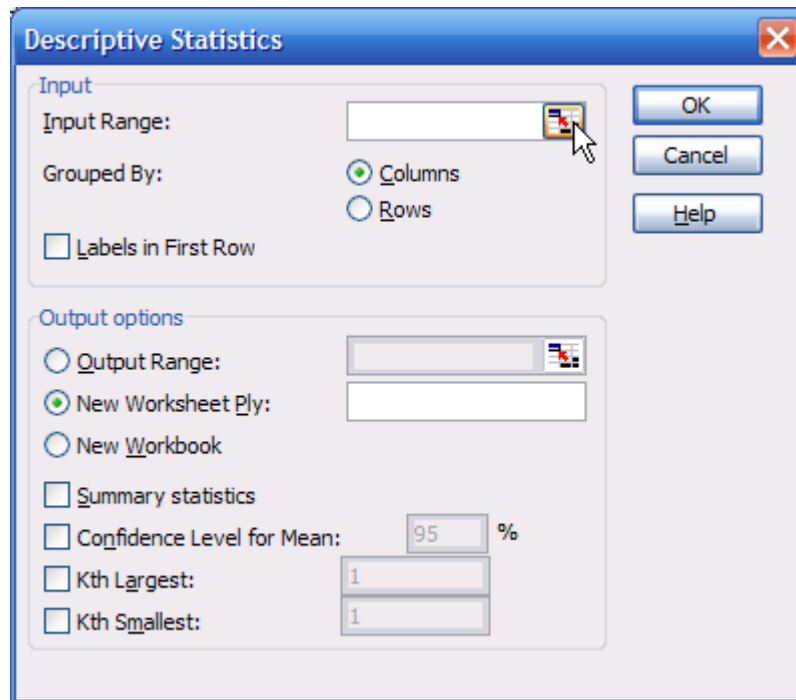 Descriptive Statistics
Input
Input Range:
OK
Cancel
Grouped By:
Columns
Rows
Help
Labels in First Row
Output options
Output Range:
New Worksheet Ply:
New Workbook
Summary statistics
Confidence Level for Mean: 95 %
Kth Largest: 1
Kth Smallest: 1